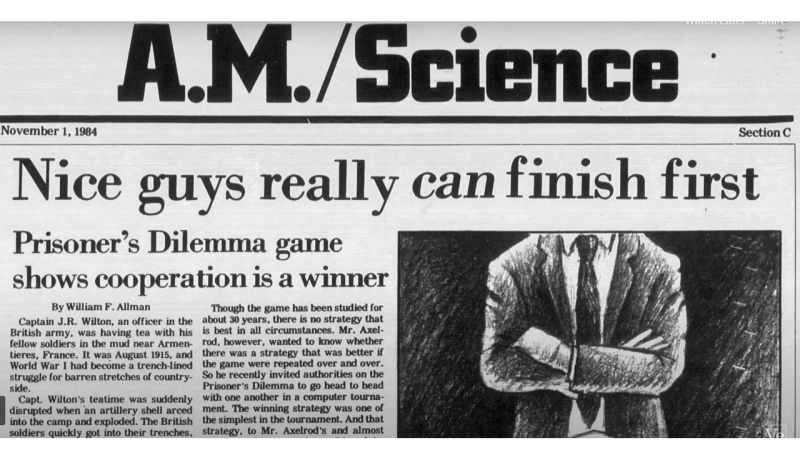 Watch Later Share
A.M./Science
November 1, 1984
Section C
Nice guys really can finish first
Prisoner's Dilemma game
shows cooperation is a winner
By William F. Allman
Captain J.R. Wilton, an officer in the
British army, was having tea with his
fellow soldiers in the mud near Armen-
tieres, France. It was August 1915, and
World War I had become a trench-lined
struggle for barren stretches of country-
side.
Capt. Wilton's teatime was suddenly
disrupted when an artillery shell arced
into the camp and exploded. The British
soldiers quickly got into their trenches,
Though the game has been studied for
about 30 years, there is no strategy that
is best in all circumstances. Mr. Axel-
rod, however, wanted to know whether
there was a strategy that was better if
the game were repeated over and over.
So he recently invited authorities on the
Prisoner's Dilemma to go head to head
with one another in a computer tourna-
ment. The winning strategy was one of
the simplest in the tournament. And that
strategy, to Mr. Axelrod's and almost